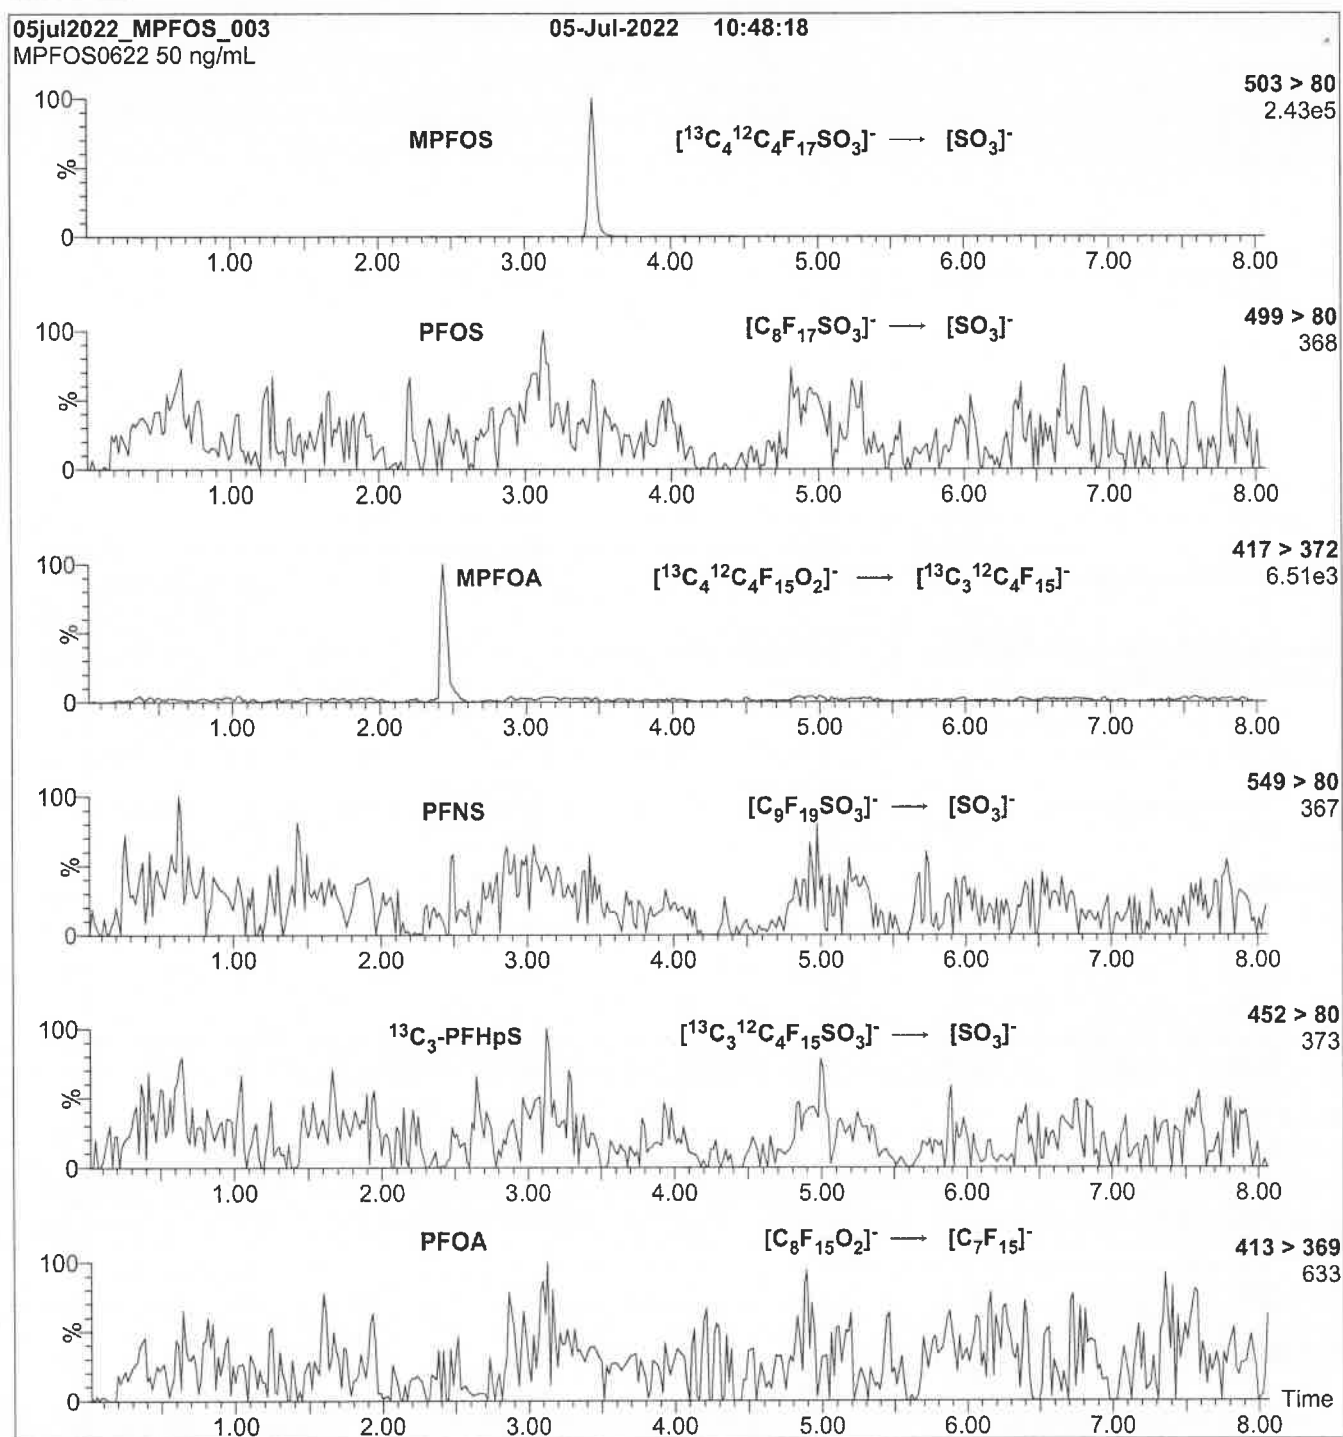 05jul2022_MPFOS_003 05-Jul-2022 10:48:18
MPFOS0622 50 ng/mL
503 > 80
2.43e5
MPFOS [¹³C₄¹²C₄F₁₇SO₃]⁻ → [SO₃]⁻
100
%
0
1.00 2.00 3.00 4.00 5.00 6.00 7.00 8.00
499 > 80
368
PFOS [C₈F₁₇SO₃]⁻ → [SO₃]⁻
100
%
0
1.00 2.00 3.00 4.00 5.00 6.00 7.00 8.00
417 > 372
6.51e3
MPFOA [¹³C₄¹²C₄F₁₅O₂]⁻ → [¹³C₃¹²C₄F₁₅]⁻
100
%
0
1.00 2.00 3.00 4.00 5.00 6.00 7.00 8.00
549 > 80
367
PFNS [C₉F₁₉SO₃]⁻ → [SO₃]⁻
100
%
0
1.00 2.00 3.00 4.00 5.00 6.00 7.00 8.00
452 > 80
373
¹³C₃-PFHpS [¹³C₃¹²C₄F₁₅SO₃]⁻ → [SO₃]⁻
100
%
0
1.00 2.00 3.00 4.00 5.00 6.00 7.00 8.00
PFOA [C₈F₁₅O₂]⁻ → [C₇F₁₅]⁻
413 > 369
633
100
%
0
Time
1.00 2.00 3.00 4.00 5.00 6.00 7.00 8.00